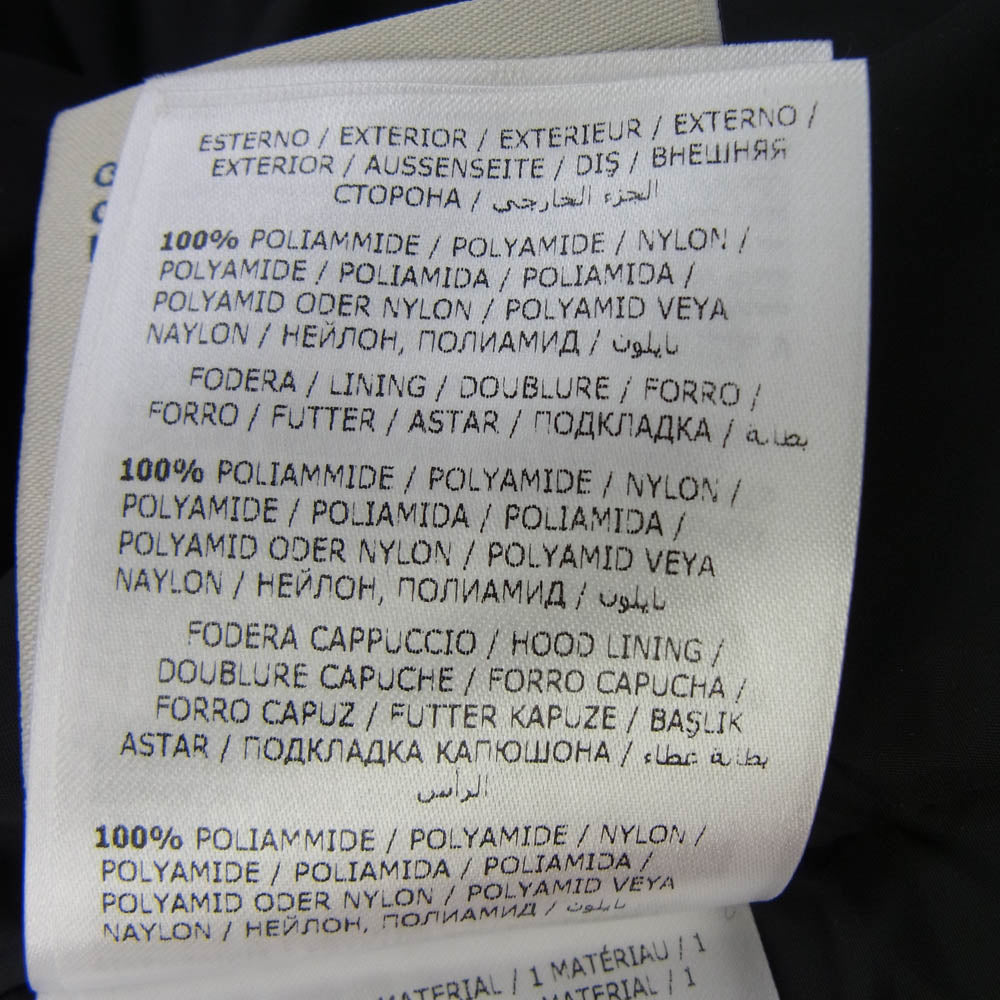 ESTERNO / EXTERIOR / EXTERIEUR / EXTERNO /
EXTERIOR / AUSSENSEITE / DIŞ / ВНЕШНЯЯ
СТОРОНА / الجزء الخارجي
100% POLIAMMIDE / POLYAMIDE / NYLON /
POLYAMIDE / POLIAMIDA / POLIAMIDA /
POLYAMID ODER NYLON / POLYAMID VEYA
NAYLON / НЕЙЛОН, ПОЛИАМИД / نايلون
FODERA / LINING / DOUBLURE / FORRO /
FORRO / FUTTER / ASTAR / ПОДКЛАДКА / بطانة
100% POLIAMMIDE / POLYAMIDE / NYLON /
POLYAMIDE / POLIAMIDA / POLIAMIDA /
POLYAMID ODER NYLON / POLYAMID VEYA
NAYLON / НЕЙЛОН, ПОЛИАМИД / نايلون
FODERA CAPPUCCIO / HOOD LINING /
DOUBLURE CAPUCHE / FORRO CAPUCHA /
FORRO CAPUZ / FUTTER KAPUZE / BAŞLIK
ASTAR / ПОДКЛАДКА КАПЮШОНА / بطانة غطاء
الرأس
100% POLIAMMIDE / POLYAMIDE / NYLON /
POLYAMIDE / POLIAMIDA / POLIAMIDA /
POLYAMID ODER NYLON / POLYAMID VEYA
NAYLON / НЕЙЛОН, ПОЛИАМИД / نايلون
MATERIAL / 1 MATÉRIAU / 1
MATERIAL / 1